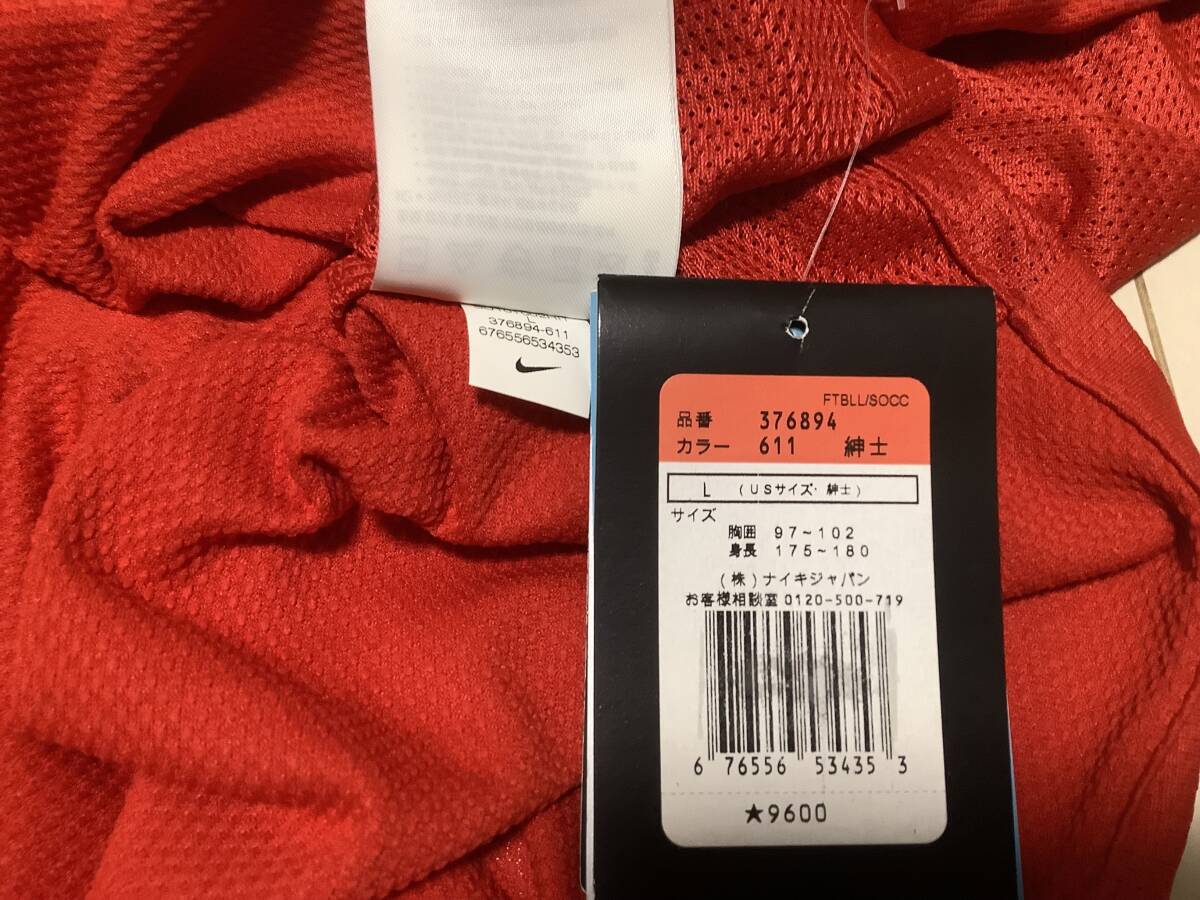 L
376894-611
676556534353
FTBLL/SOCC
品番 376894
カラー 611 紳士
L (USサイズ・紳士)
サイズ
胸囲 97~102
身長 175~180
(株)ナイキジャパン
お客様相談室 0120-500-719
6 76556 53435 3
★9600